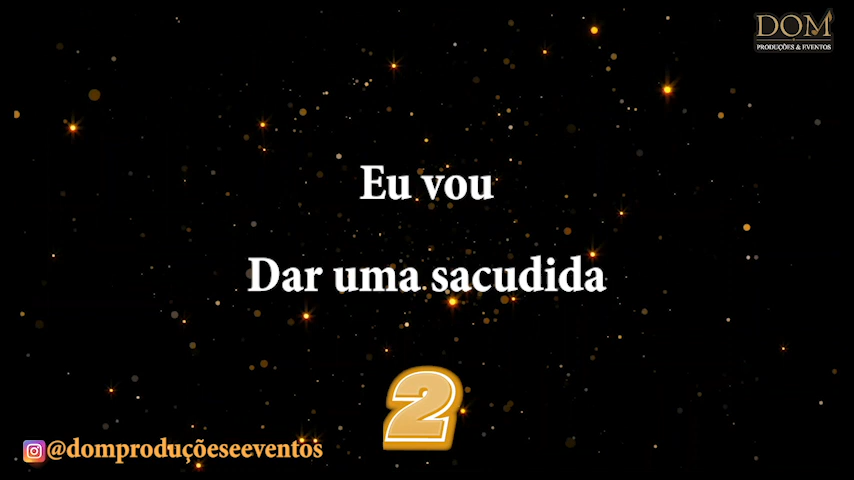 DOM
PRODUÇÕES & EVENTOS
Eu vou
Dar uma sacudida
2
@domproduçõeseeventos